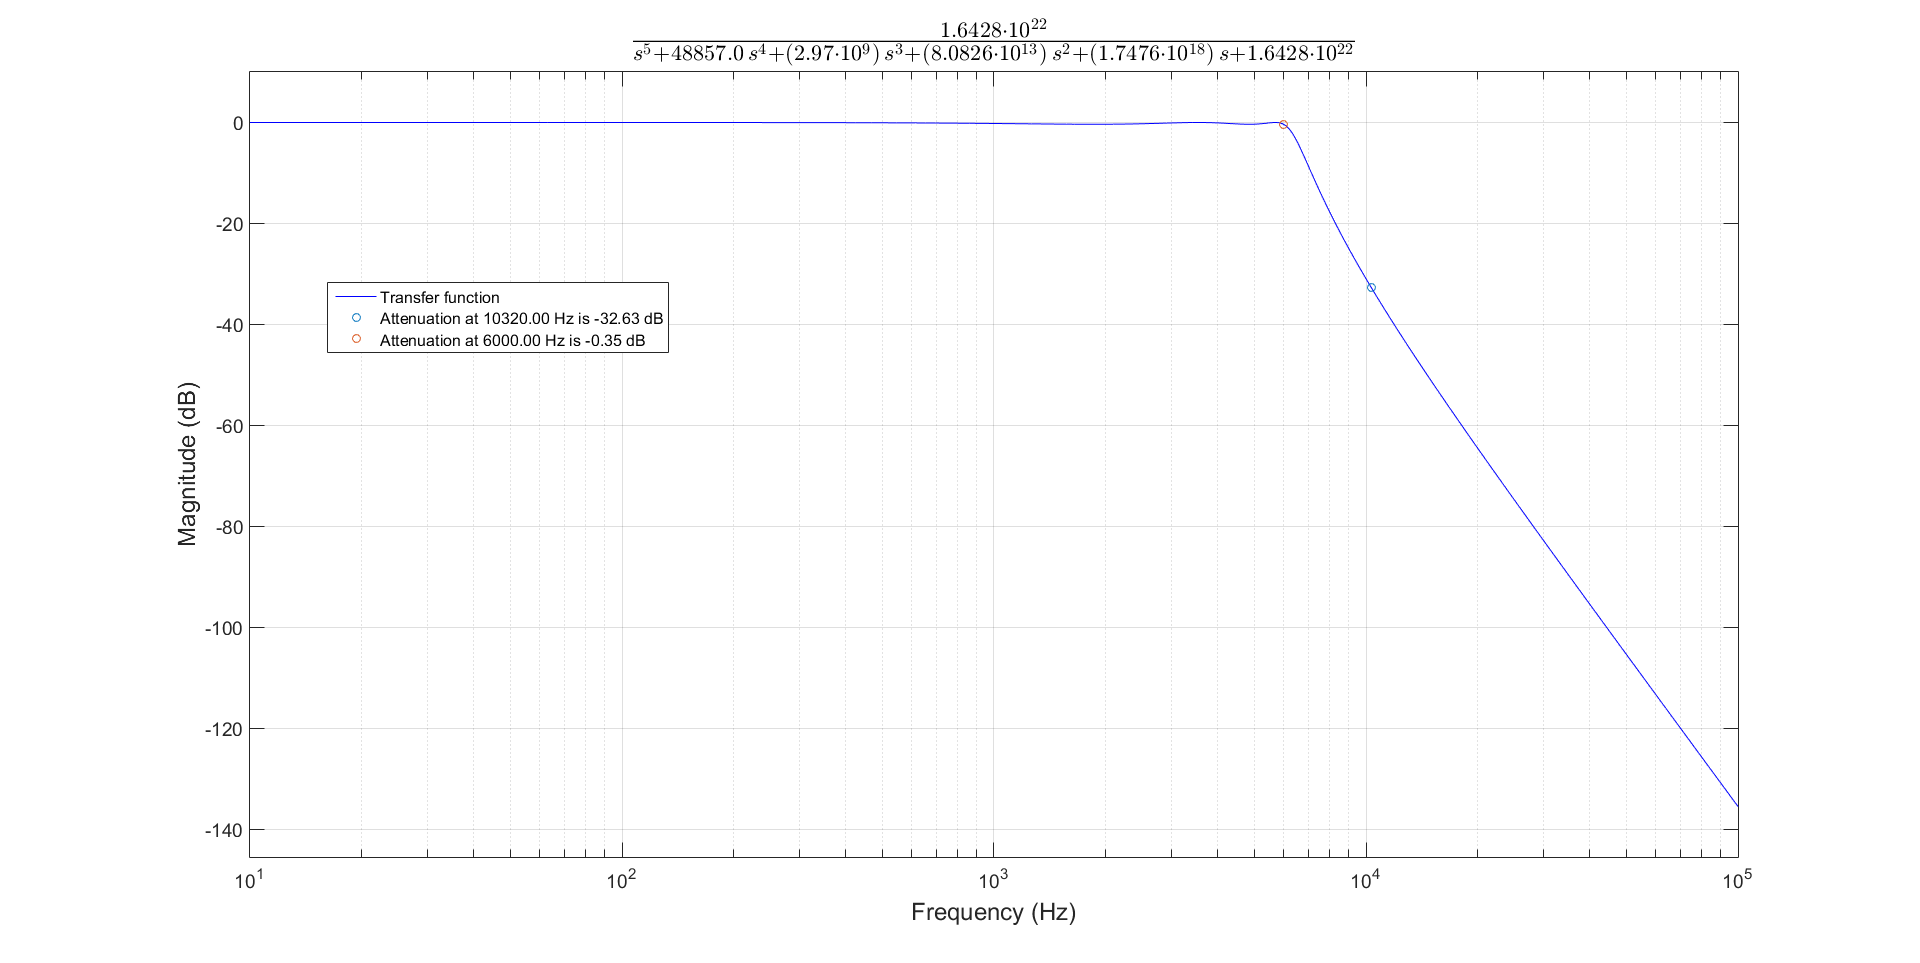 1.6428·10^22
s^5+48857.0 s^4+(2.97·10^9) s^3+(8.0826·10^13) s^2+(1.7476·10^18) s+1.6428·10^22
0
-20
-40
-60
-80
-100
-120
-140
Magnitude (dB)
Transfer function
Attenuation at 10320.00 Hz is -32.63 dB
Attenuation at 6000.00 Hz is -0.35 dB
10^1 10^2 10^3 10^4 10^5
Frequency (Hz)